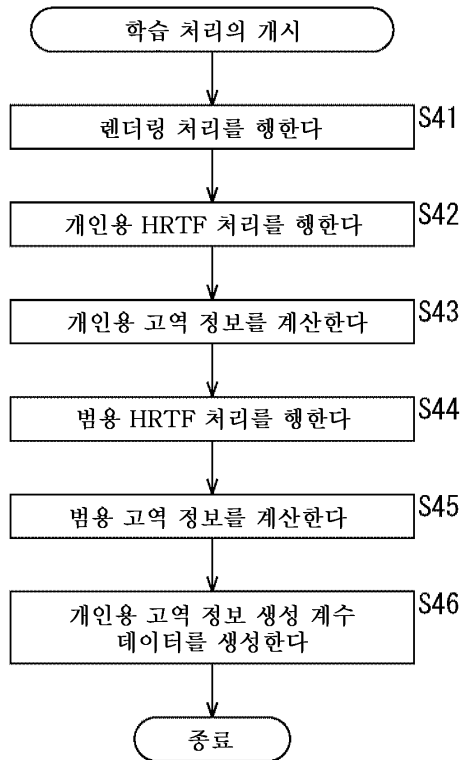 학습 처리의 개시
렌더링 처리를 행한다
S41
개인용 HRTF 처리를 행한다
S42
개인용 고역 정보를 계산한다
S43
범용 HRTF 처리를 행한다
S44
범용 고역 정보를 계산한다
S45
개인용 고역 정보 생성 계수
데이터를 생성한다
S46
종료